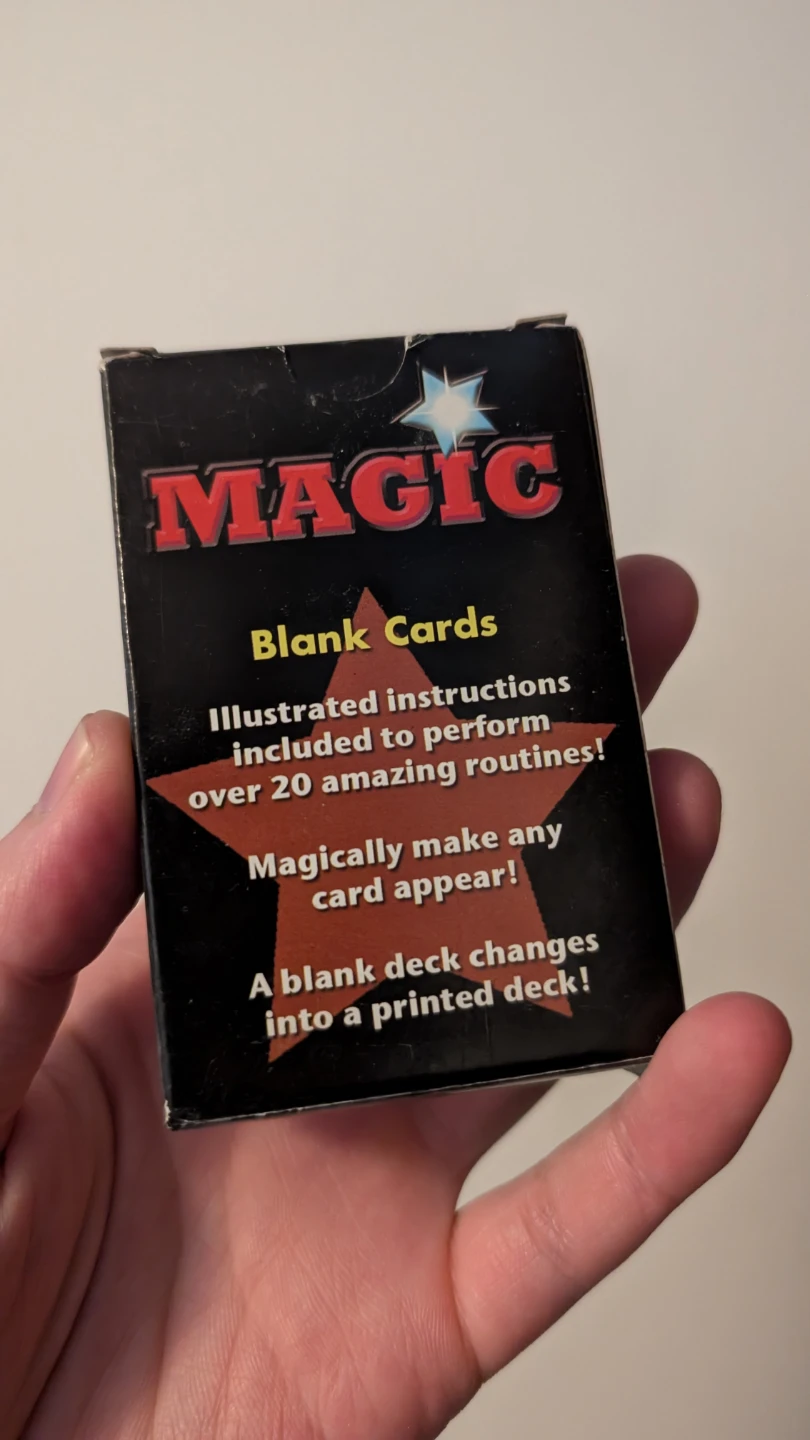 MAGIC
Blank Cards
Illustrated instructions
included to perform
over 20 amazing routines!
Magically make any
card appear!
A blank deck changes
into a printed deck!